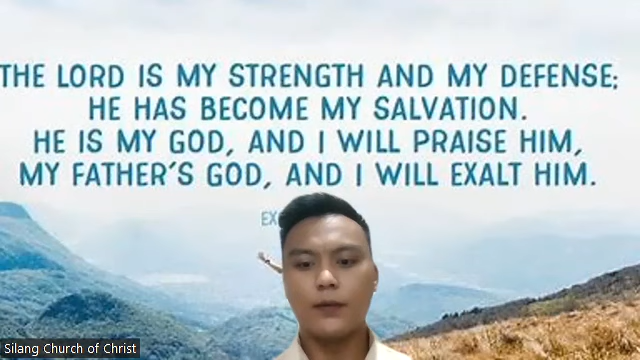 THE LORD IS MY STRENGTH AND MY DEFENSE;
HE HAS BECOME MY SALVATION.
HE IS MY GOD, AND I WILL PRAISE HIM,
MY FATHER'S GOD, AND I WILL EXALT HIM.
EX
Silang Church of Christ